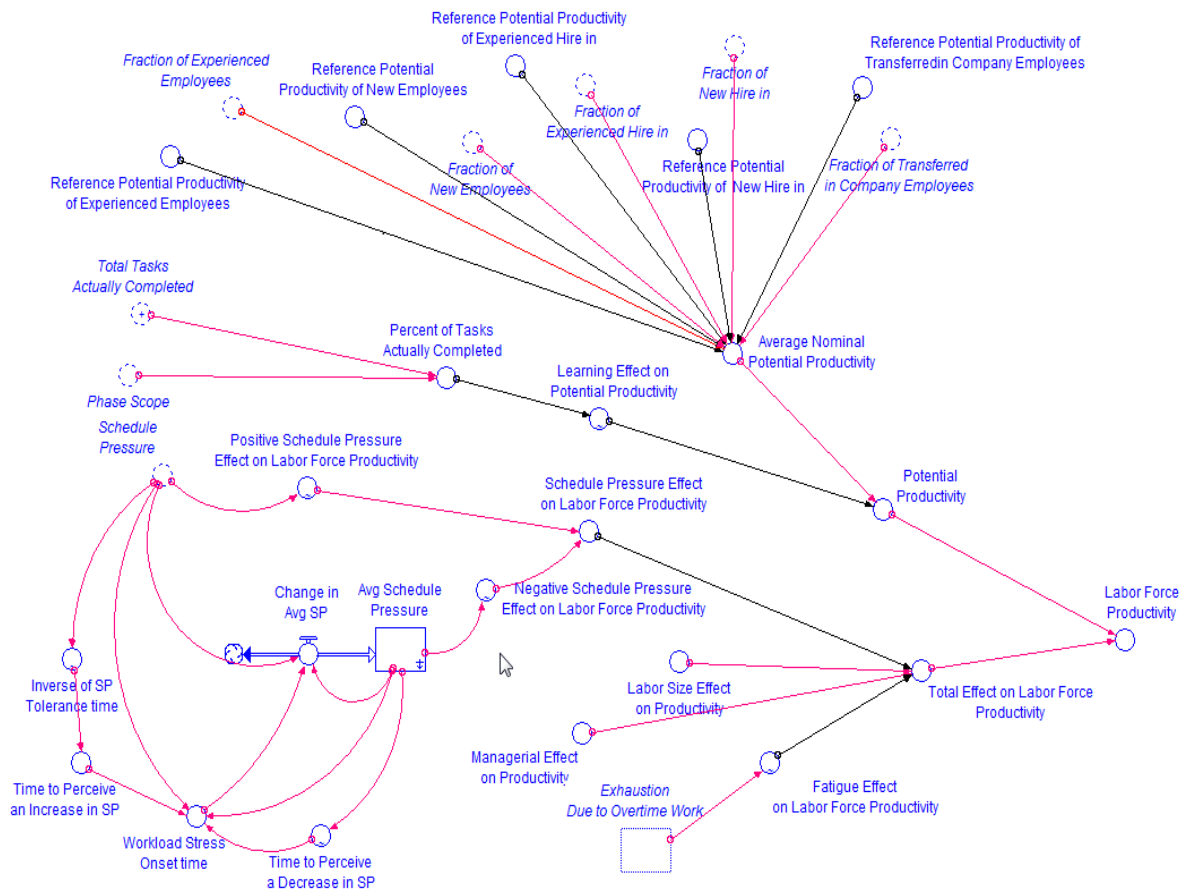 Reference Potential Productivity
of Experienced Hire in
Fraction of Experienced
Employees
Reference Potential
Productivity of New Employees
Fraction of
New Hire in
Reference Potential Productivity of
Transferredin Company Employees
Fraction of
Experienced Hire in
Fraction of
New Employees
Reference Potential
Productivity of New Hire in
Fraction of Transferred
in Company Employees
Reference Potential Productivity
of Experienced Employees
Total Tasks
Actually Completed
Percent of Tasks
Actually Completed
Average Nominal
Potential Productivity
Learning Effect on
Potential Productivity
Phase Scope
Schedule
Pressure
Positive Schedule Pressure
Effect on Labor Force Productivity
Schedule Pressure Effect
on Labor Force Productivity
Potential
Productivity
Change in
Avg SP
Avg Schedule
Pressure
Negative Schedule Pressure
Effect on Labor Force Productivity
Labor Force
Productivity
Inverse of SP
Tolerance time
Labor Size Effect
on Productivity
Total Effect on Labor Force
Productivity
Managerial Effect
on Productivity
Time to Perceive
an Increase in SP
Exhaustion
Due to Overtime Work
Fatigue Effect
on Labor Force Productivity
Workload Stress
Onset time
Time to Perceive
a Decrease in SP